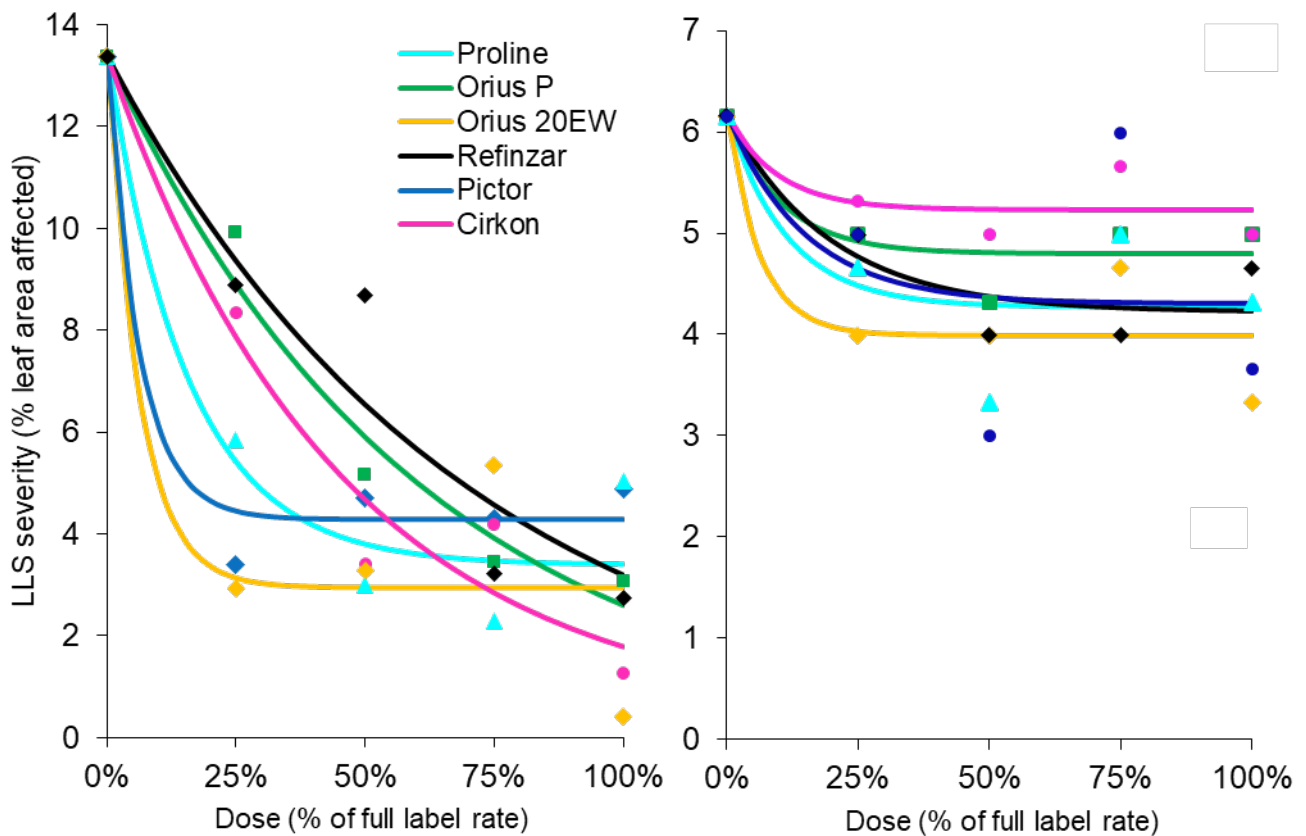 LLS severity (% leaf area affected)
14
12
10
8
6
4
2
0
0%
25%
50%
75%
100%
Dose (% of full label rate)
Proline
Orius P
Orius 20EW
Refinzar
Pictor
Cirkon
7
6
5
4
3
2
1
0
0%
25%
50%
75%
100%
Dose (% of full label rate)